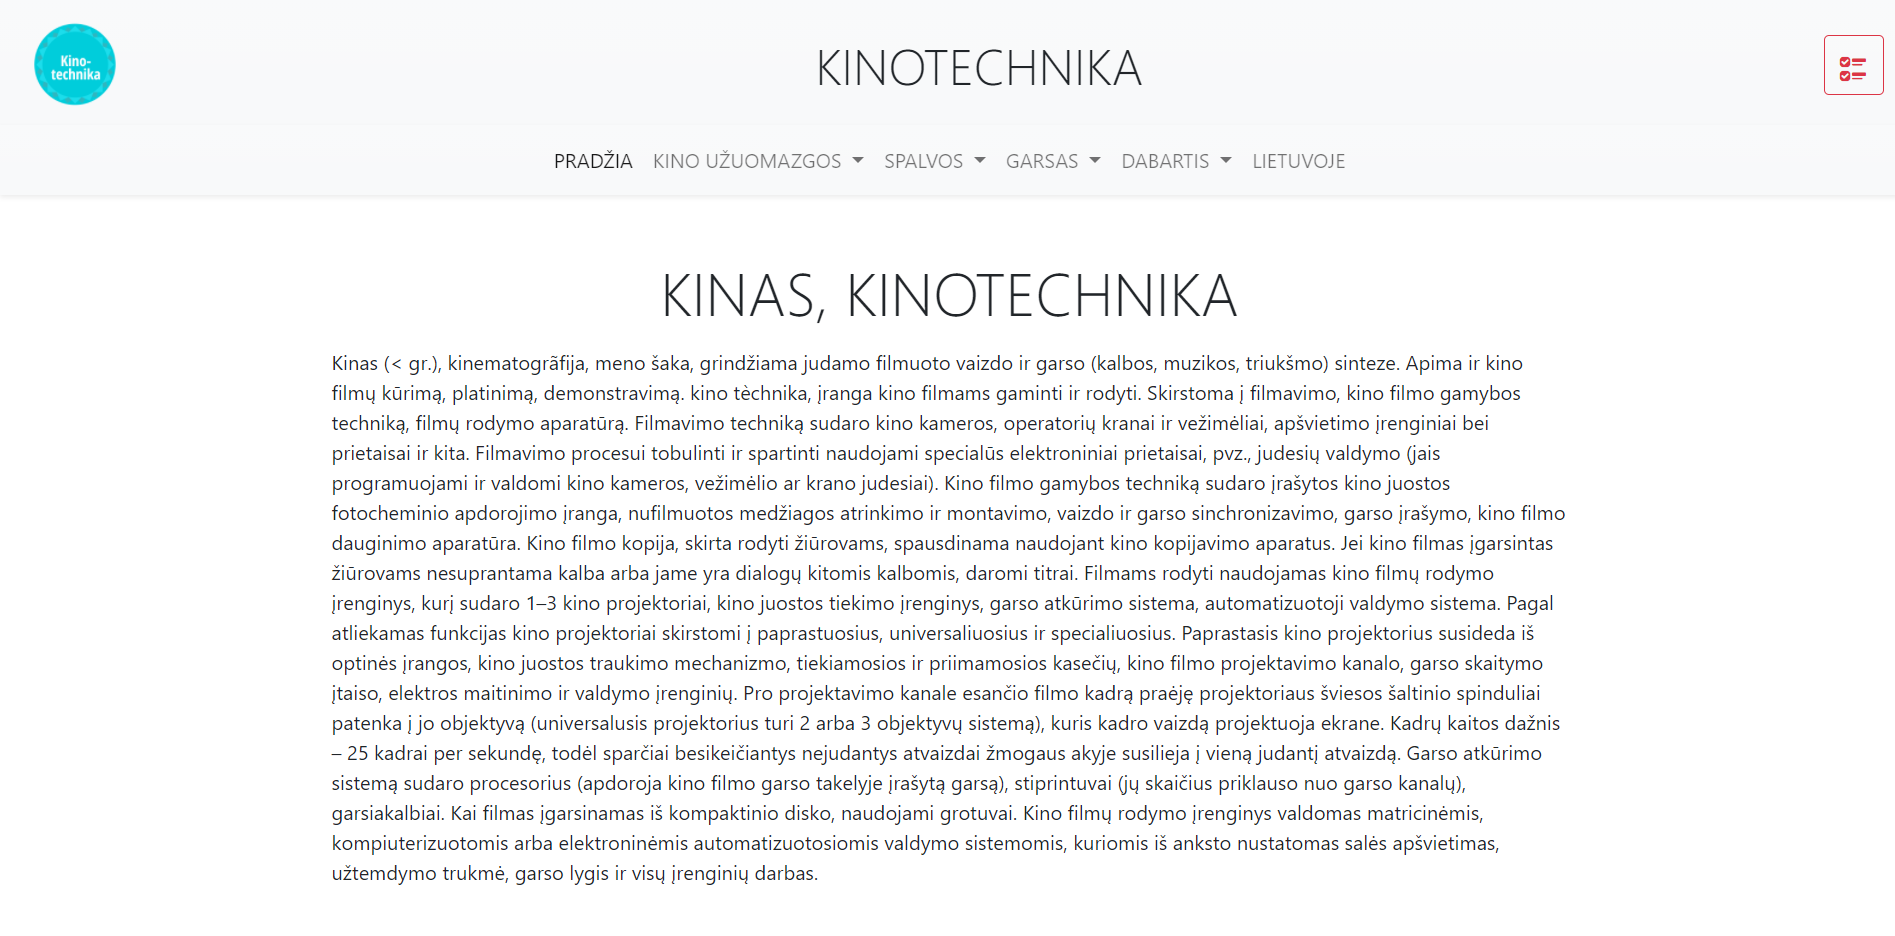 Kino-
technika
KINOTECHNIKA
PRADŽIA KINO UŽUOMAZGOS SPALVOS GARSAS DABARTIS LIETUVOJE
KINAS, KINOTECHNIKA
Kinas (< gr.), kinematogrãfija, meno šaka, grindžiama judamo filmuoto vaizdo ir garso (kalbos, muzikos, triukšmo) sinteze. Apima ir kino
filmų kūrimą, platinimą, demonstravimą. kino tèchnika, įranga kino filmams gaminti ir rodyti. Skirstoma į filmavimo, kino filmo gamybos
techniką, filmų rodymo aparatūrą. Filmavimo techniką sudaro kino kameros, operatorių kranai ir vežimėliai, apšvietimo įrenginiai bei
prietaisai ir kita. Filmavimo procesui tobulinti ir spartinti naudojami specialūs elektroniniai prietaisai, pvz., judesių valdymo (jais
programuojami ir valdomi kino kameros, vežimėlio ar krano judesiai). Kino filmo gamybos techniką sudaro įrašytos kino juostos
fotocheminio apdorojimo įranga, nufilmuotos medžiagos atrinkimo ir montavimo, vaizdo ir garso sinchronizavimo, garso įrašymo, kino filmo
dauginimo aparatūra. Kino filmo kopija, skirta rodyti žiūrovams, spausdinama naudojant kino kopijavimo aparatus. Jei kino filmas įgarsintas
žiūrovams nesuprantama kalba arba jame yra dialogų kitomis kalbomis, daromi titrai. Filmams rodyti naudojamas kino filmų rodymo
įrenginys, kurį sudaro 1–3 kino projektoriai, kino juostos tiekimo įrenginys, garso atkūrimo sistema, automatizuotoji valdymo sistema. Pagal
atliekamas funkcijas kino projektoriai skirstomi į paprastuosius, universaliuosius ir specialiuosius. Paprastasis kino projektorius susideda iš
optinės įrangos, kino juostos traukimo mechanizmo, tiekiamosios ir priimamosios kasečių, kino filmo projektavimo kanalo, garso skaitymo
įtaiso, elektros maitinimo ir valdymo įrenginių. Pro projektavimo kanale esančio filmo kadrą praėję projektoriaus šviesos šaltinio spinduliai
patenka į jo objektyvą (universalusis projektorius turi 2 arba 3 objektyvų sistemą), kuris kadro vaizdą projektuoja ekrane. Kadrų kaitos dažnis
– 25 kadrai per sekundę, todėl sparčiai besikeičiantys nejudantys atvaizdai žmogaus akyje susilieja į vieną judantį atvaizdą. Garso atkūrimo
sistemą sudaro procesorius (apdoroja kino filmo garso takelyje įrašytą garsą), stiprintuvai (jų skaičius priklauso nuo garso kanalų),
garsiakalbiai. Kai filmas įgarsinamas iš kompaktinio disko, naudojami grotuvai. Kino filmų rodymo įrenginys valdomas matricinėmis,
kompiuterizuotomis arba elektroninėmis automatizuotosiomis valdymo sistemomis, kuriomis iš anksto nustatomas salės apšvietimas,
užtemdymo trukmė, garso lygis ir visų įrenginių darbas.